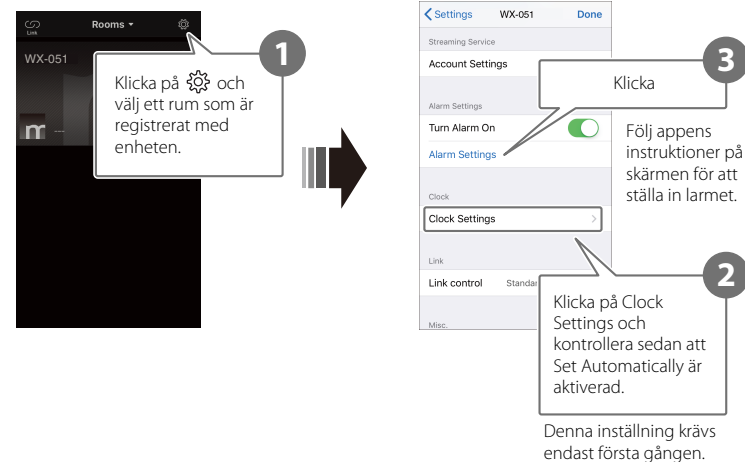 Link
Rooms
WX-051
m
1
Klicka på och
välj ett rum som är
registrerat med
enheten.
Settings WX-051 Done
Streaming Service
Account Settings
Alarm Settings
Turn Alarm On
Alarm Settings
Clock
Clock Settings
Link
Link control
Misc.
3
Klicka
Följ appens
instruktioner på
skärmen för att
ställa in larmet.
2
Klicka på Clock
Settings och
kontrollera sedan att
Set Automatically är
aktiverad.
Denna inställning krävs
endast första gången.